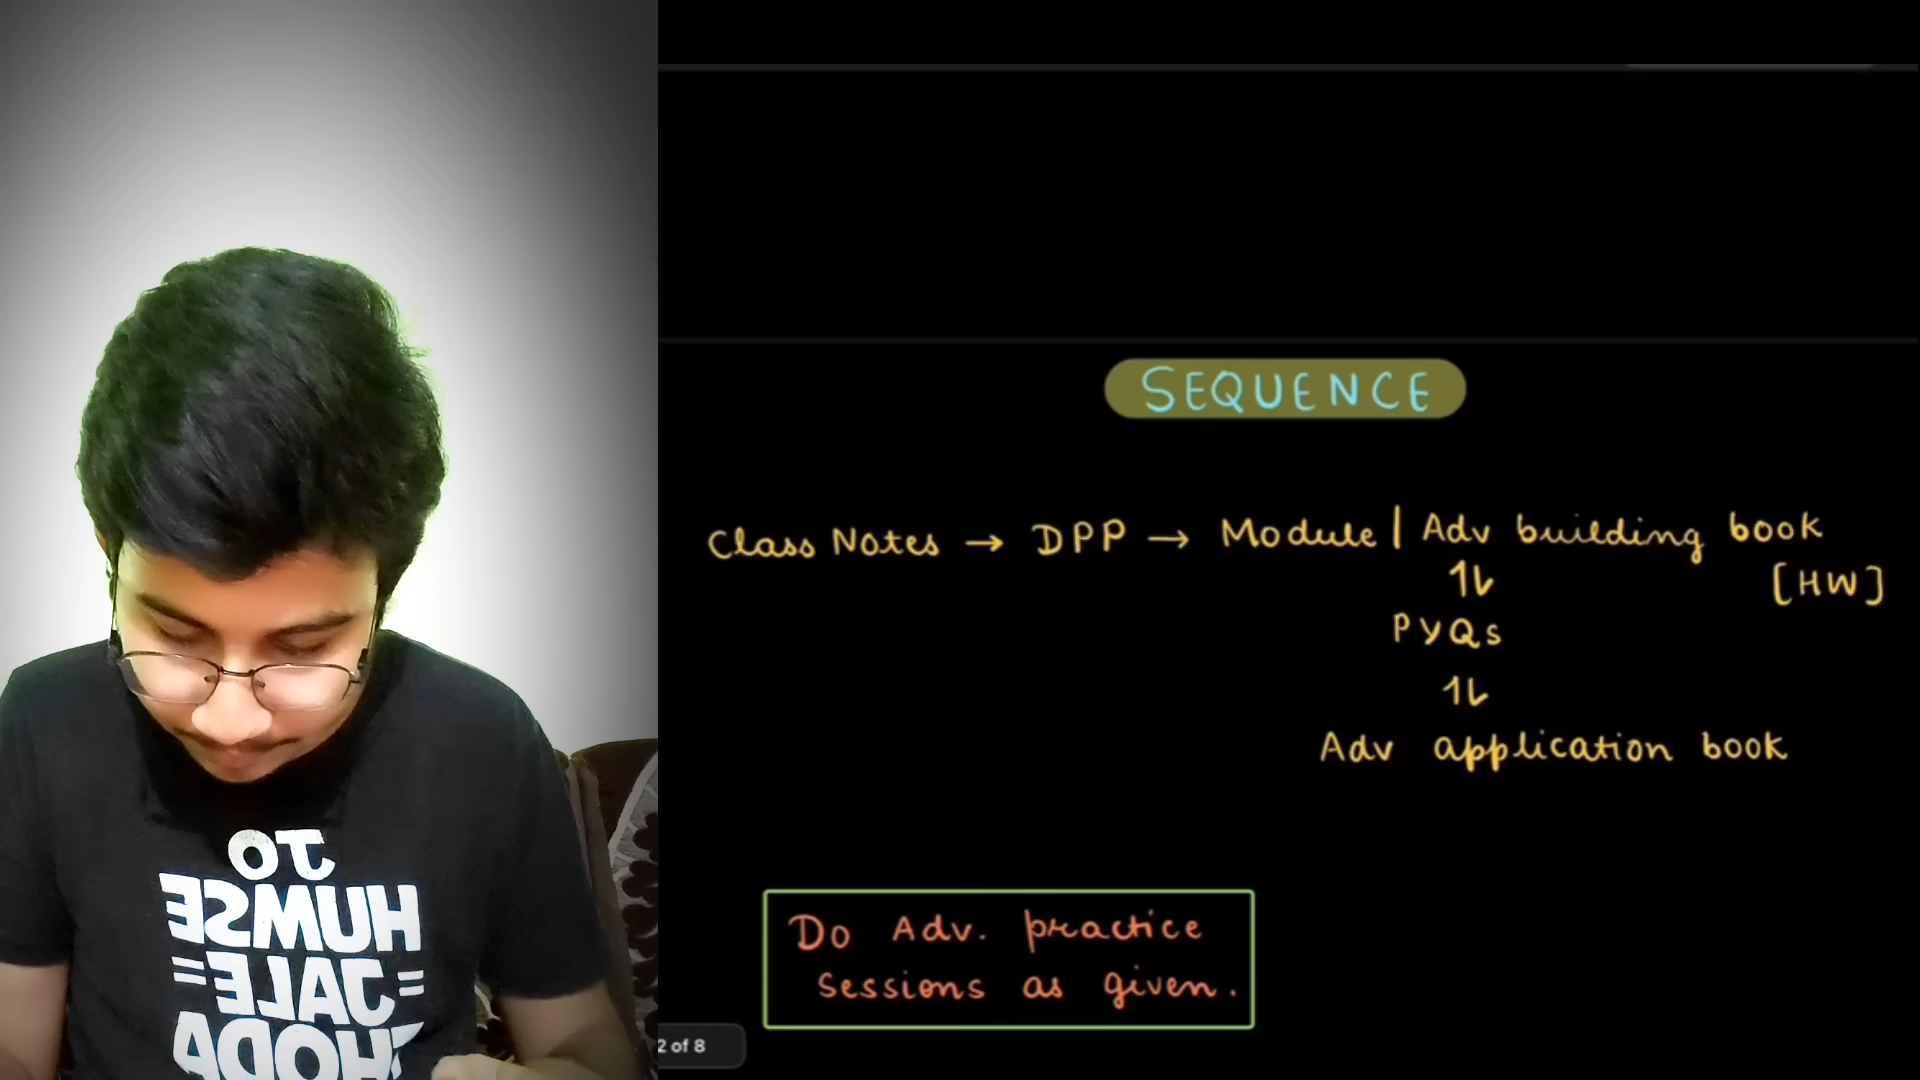 SEQUENCE
Class Notes → DPP → Module | Adv building book
[HW]
↿⇂
PYQs
↿⇂
Adv application book
Do Adv. practice
sessions as given.
2 of 8
JO
HUMSE
=JALE=
THODA